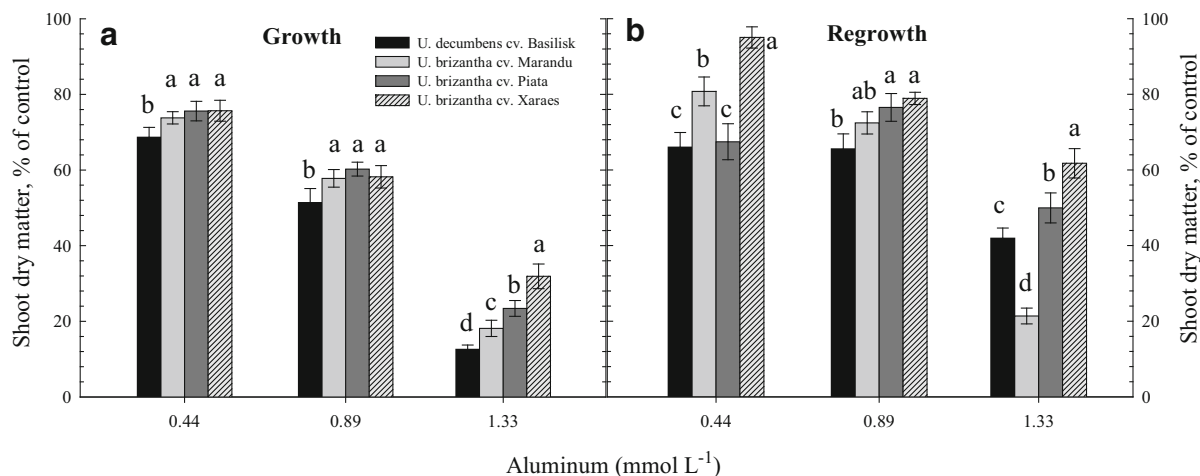 a
Growth
U. decumbens cv. Basilisk
U. brizantha cv. Marandu
U. brizantha cv. Piata
U. brizantha cv. Xaraes
b
Regrowth
Shoot dry matter, % of control
100
80
60
40
20
0
b a a a
b a a a
d c b a
c b c a
b ab a a
c d b a
100
80
60
40
20
0
Shoot dry matter, % of control
0.44 0.89 1.33 0.44 0.89 1.33
Aluminum (mmol L⁻¹)